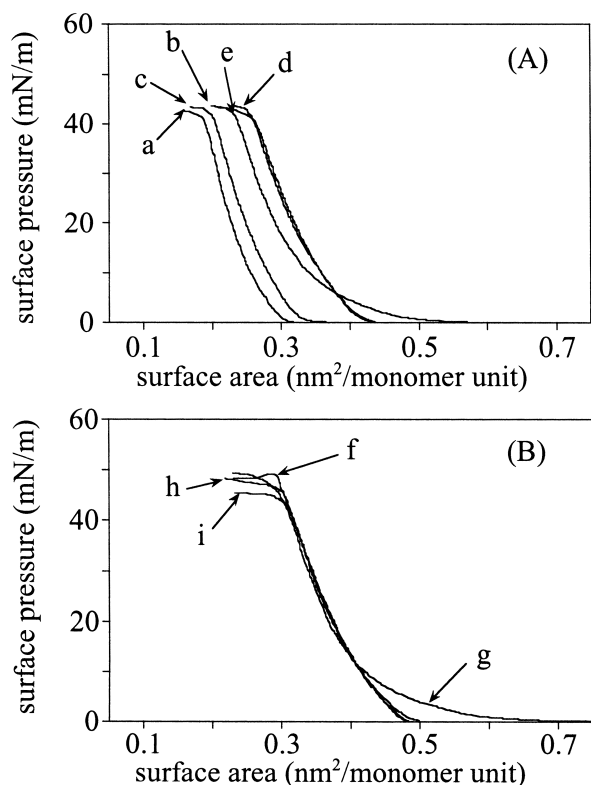 60
(A)
b
e
d
c
40
a
20
0
0.1
0.3
0.5
0.7
surface pressure (mN/m)
surface area (nm²/monomer unit)
60
(B)
f
h
40
i
20
g
0
0.1
0.3
0.5
0.7
surface pressure (mN/m)
surface area (nm²/monomer unit)